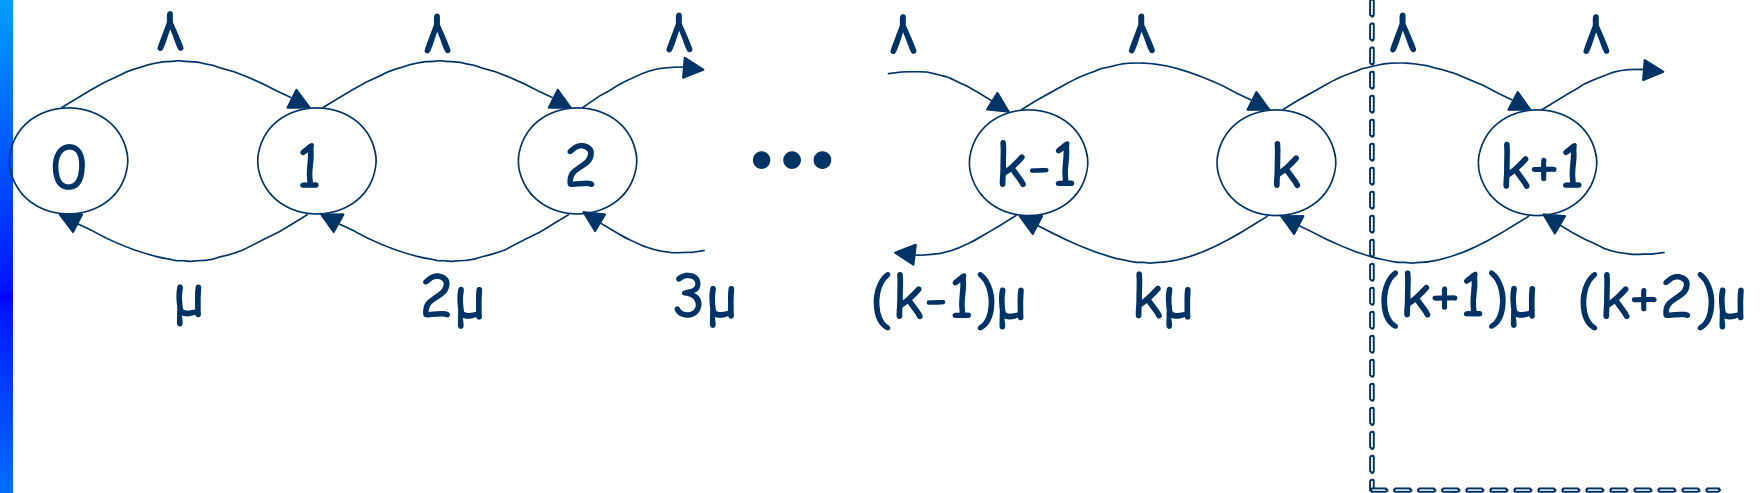 λ λ λ λ λ λ λ
0 1 2 ••• k-1 k k+1
μ 2μ 3μ (k-1)μ kμ (k+1)μ (k+2)μ